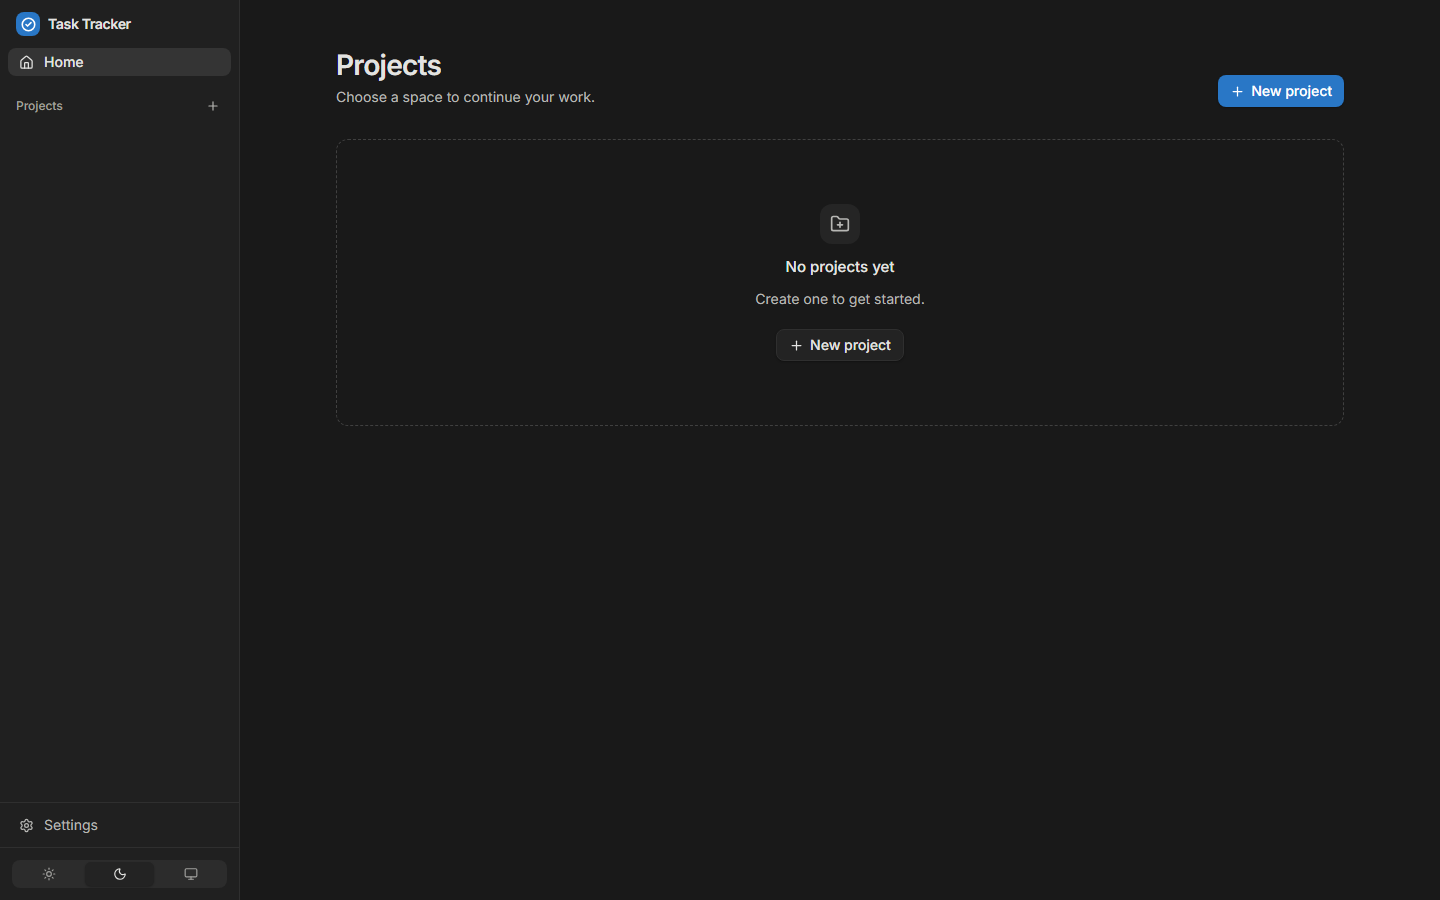 Task Tracker
Home
Projects
Projects
Choose a space to continue your work.
New project
No projects yet
Create one to get started.
New project
Settings